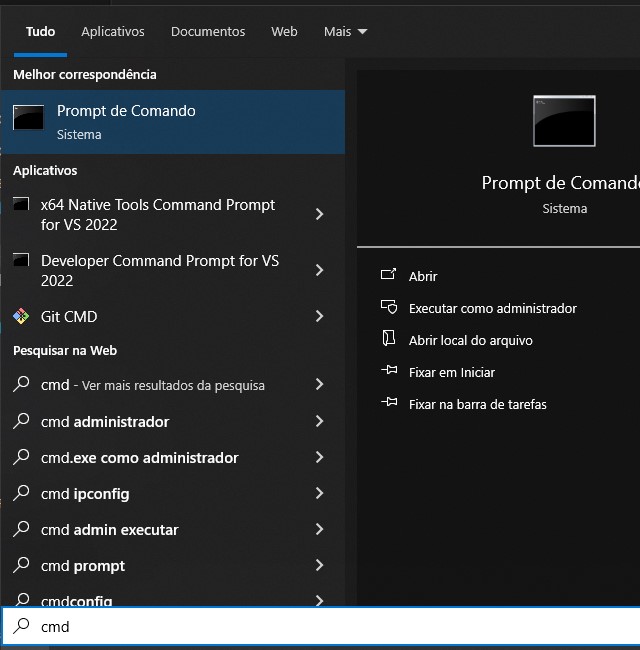 Tudo
Aplicativos
Documentos
Web
Mais
Melhor correspondência
Prompt de Comando
Sistema
Aplicativos
x64 Native Tools Command Prompt
for VS 2022
Developer Command Prompt for VS
2022
Git CMD
Pesquisar na Web
cmd - Ver mais resultados da pesquisa
cmd administrador
cmd.exe como administrador
cmd ipconfig
cmd admin executar
cmd prompt
cmdconfig
cmd
Prompt de Comando
Sistema
Abrir
Executar como administrador
Abrir local do arquivo
Fixar em Iniciar
Fixar na barra de tarefas